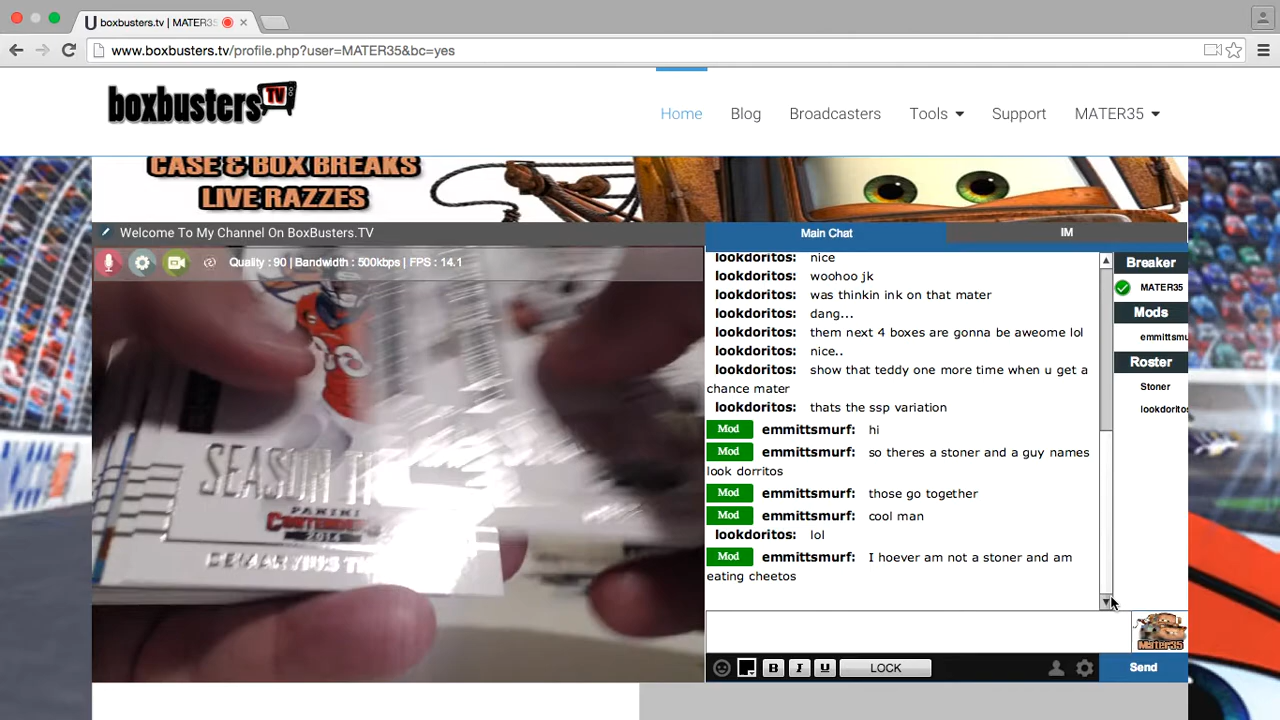 boxbusters.tv | MATER35
www.boxbusters.tv/profile.php?user=MATER35&bc=yes
boxbusters TV
Home Blog Broadcasters Tools Support MATER35
CASE & BOX BREAKS
LIVE RAZZES
Welcome To My Channel On BoxBusters.TV
Quality : 90 | Bandwidth : 500kbps | FPS : 14.1
SEASON TI
PANINI
Contenders
2014
DEMARYIUS TH
Main Chat IM
lookdoritos: nice
lookdoritos: woohoo jk
lookdoritos: was thinkin ink on that mater
lookdoritos: dang...
lookdoritos: them next 4 boxes are gonna be aweome lol
lookdoritos: nice..
lookdoritos: show that teddy one more time when u get a
chance mater
lookdoritos: thats the ssp variation
Mod emmittsmurf: hi
Mod emmittsmurf: so theres a stoner and a guy names
look dorritos
Mod emmittsmurf: those go together
Mod emmittsmurf: cool man
lookdoritos: lol
Mod emmittsmurf: I hoever am not a stoner and am
eating cheetos
Breaker
MATER35
Mods
emmittsmu
Roster
Stoner
lookdoritos
Mater35
B I U LOCK Send